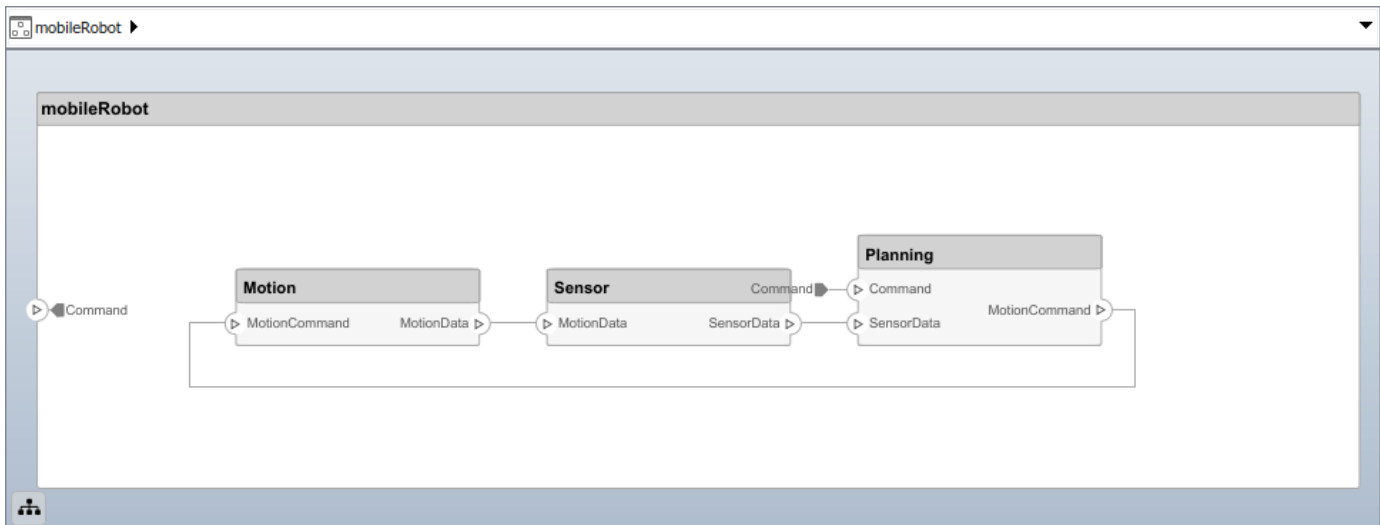 mobileRobot
mobileRobot
Command
Motion
MotionCommand MotionData
Sensor
MotionData SensorData
Command
Planning
Command
SensorData
MotionCommand